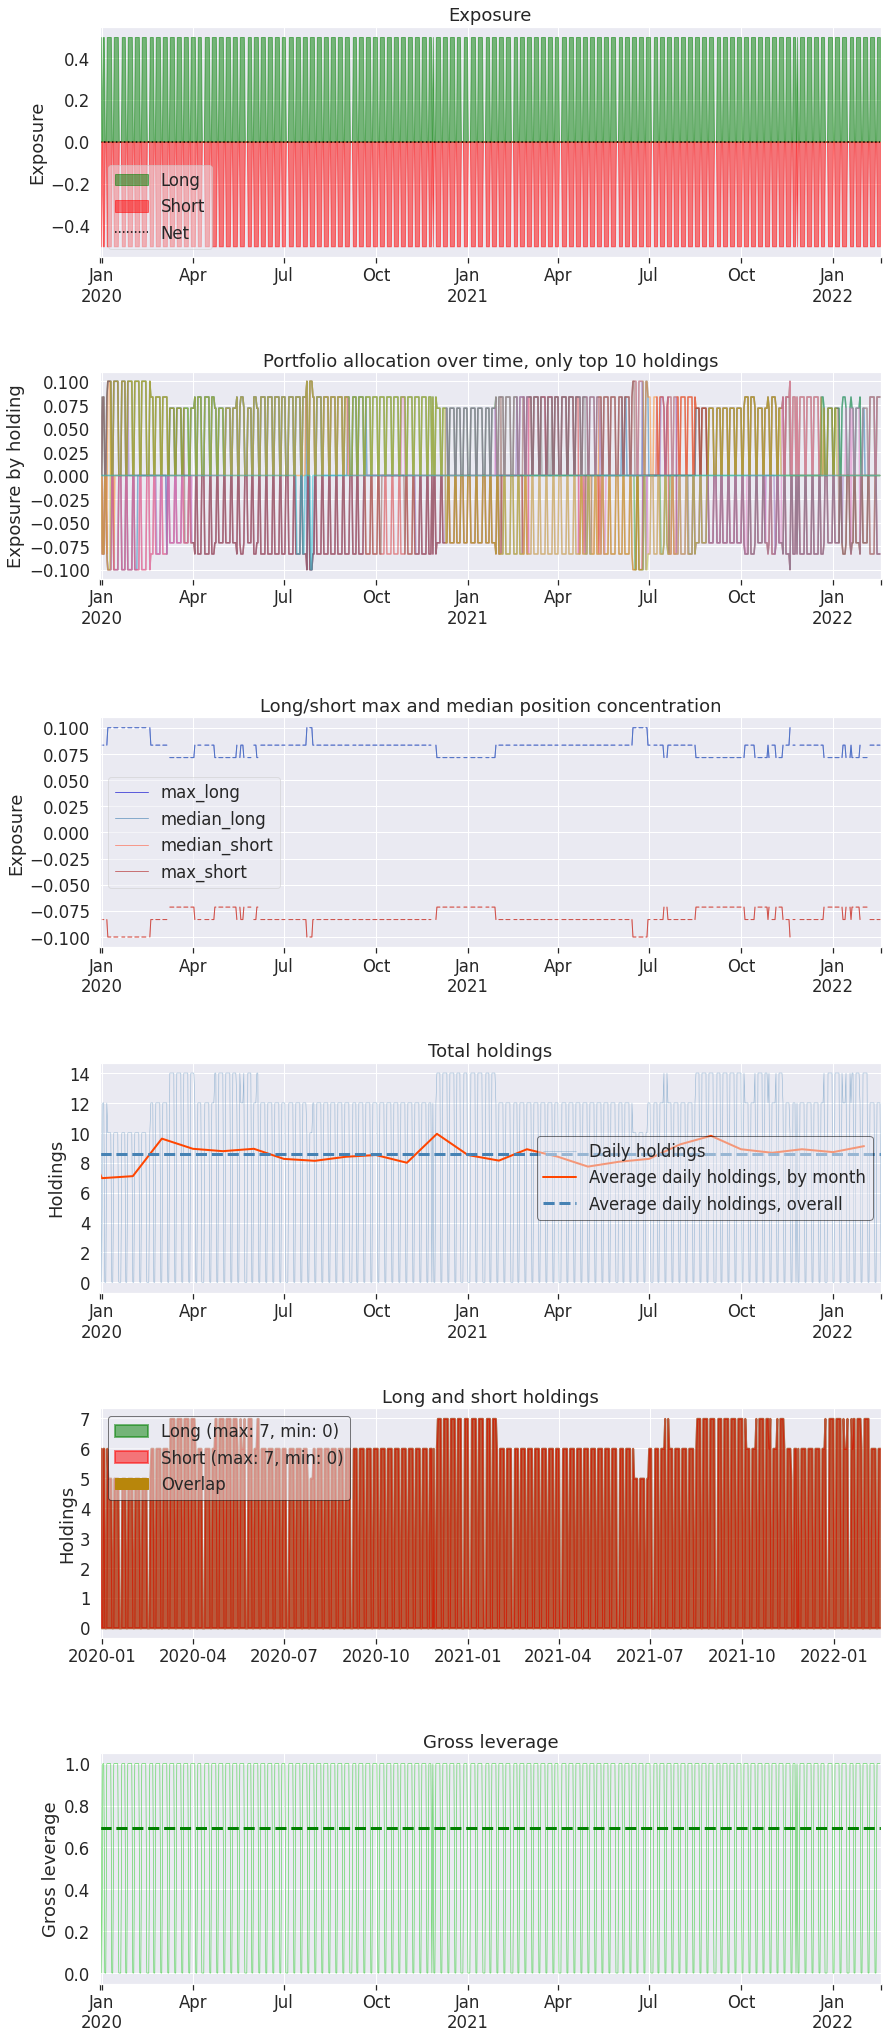 Exposure
0.4
0.2
0.0
−0.2
−0.4
Exposure
Long
Short
Net
Jan Apr Jul Oct Jan Apr Jul Oct Jan
2020 2021 2022
Portfolio allocation over time, only top 10 holdings
0.100
0.075
0.050
0.025
0.000
−0.025
−0.050
−0.075
−0.100
Exposure by holding
Jan Apr Jul Oct Jan Apr Jul Oct Jan
2020 2021 2022
Long/short max and median position concentration
0.100
0.075
0.050
0.025
0.000
−0.025
−0.050
−0.075
−0.100
Exposure
max_long
median_long
median_short
max_short
Jan Apr Jul Oct Jan Apr Jul Oct Jan
2020 2021 2022
Total holdings
14
12
10
8
6
4
2
0
Holdings
Daily holdings
Average daily holdings, by month
Average daily holdings, overall
Jan Apr Jul Oct Jan Apr Jul Oct Jan
2020 2021 2022
Long and short holdings
7
6
5
4
3
2
1
0
Holdings
Long (max: 7, min: 0)
Short (max: 7, min: 0)
Overlap
2020-01 2020-04 2020-07 2020-10 2021-01 2021-04 2021-07 2021-10 2022-01
Gross leverage
1.0
0.8
0.6
0.4
0.2
0.0
Gross leverage
Jan Apr Jul Oct Jan Apr Jul Oct Jan
2020 2021 2022